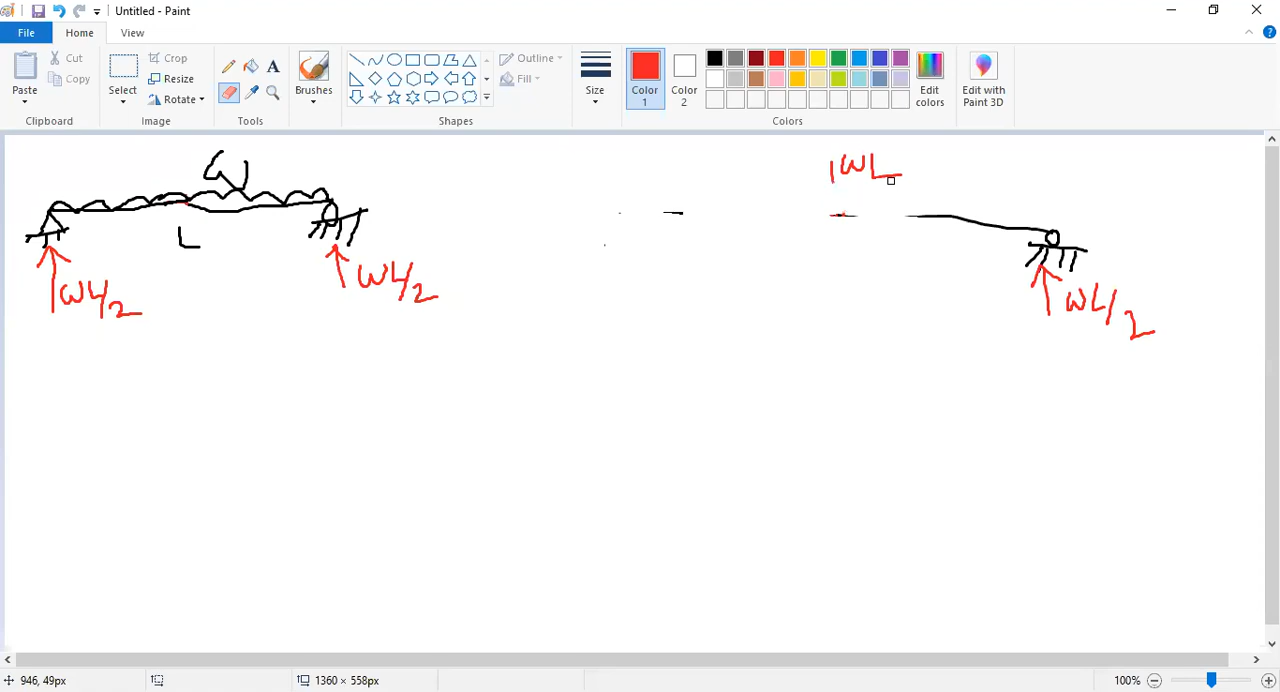 Untitled - Paint
File Home View
Paste
Cut
Copy
Clipboard
Select
Crop
Resize
Rotate
Image
A
Tools
Brushes
Outline
Fill
Shapes
Size
Color 1
Color 2
Edit colors
Edit with Paint 3D
Colors
W
L
WL/2
WL/2
WL
WL/2
946, 49px
1360 × 558px
100%